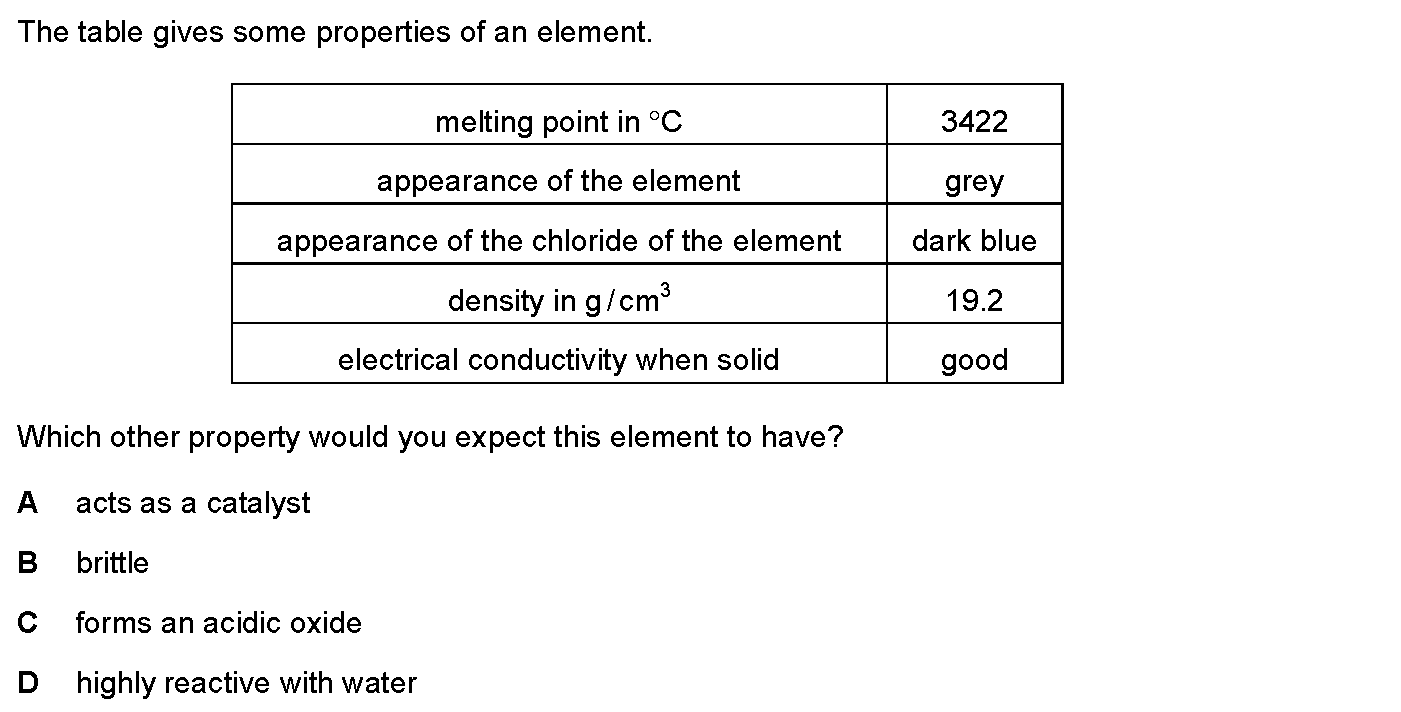 The table gives some properties of an element.
melting point in °C 3422
appearance of the element grey
appearance of the chloride of the element dark blue
density in g/cm³ 19.2
electrical conductivity when solid good
Which other property would you expect this element to have?
A acts as a catalyst
B brittle
C forms an acidic oxide
D highly reactive with water